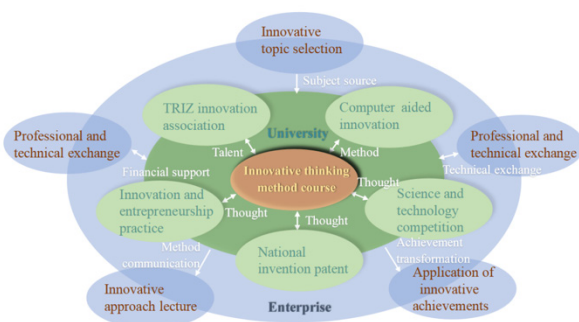 Innovative
topic selection
Subject source
TRIZ innovation
association
University
Computer aided
innovation
Professional and
technical exchange
Talent
Method
Professional and
technical exchange
Financial support
Innovative thinking
method course
Thought
Technical exchange
Innovation and
entrepreneurship
practice
Thought
Thought
Science and
technology
competition
Method
communication
National
invention patent
Achievement
transformation
Innovative
approach lecture
Enterprise
Application of
innovative
achievements